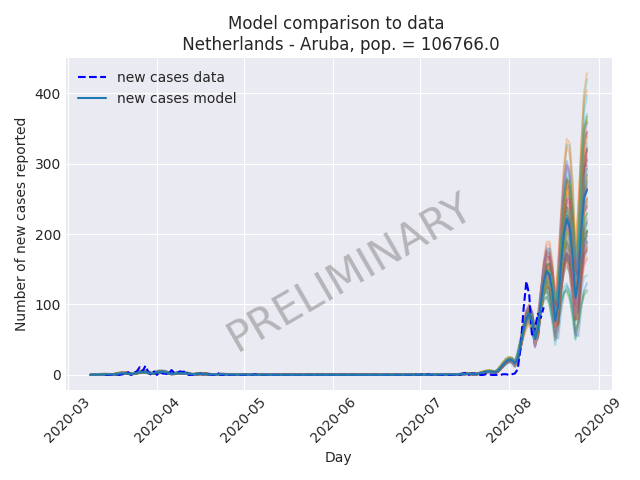 Model comparison to data
Netherlands - Aruba, pop. = 106766.0
new cases data
new cases model
400
300
200
100
0
Number of new cases reported
PRELIMINARY
2020-03
2020-04
2020-05
2020-06
2020-07
2020-08
2020-09
Day